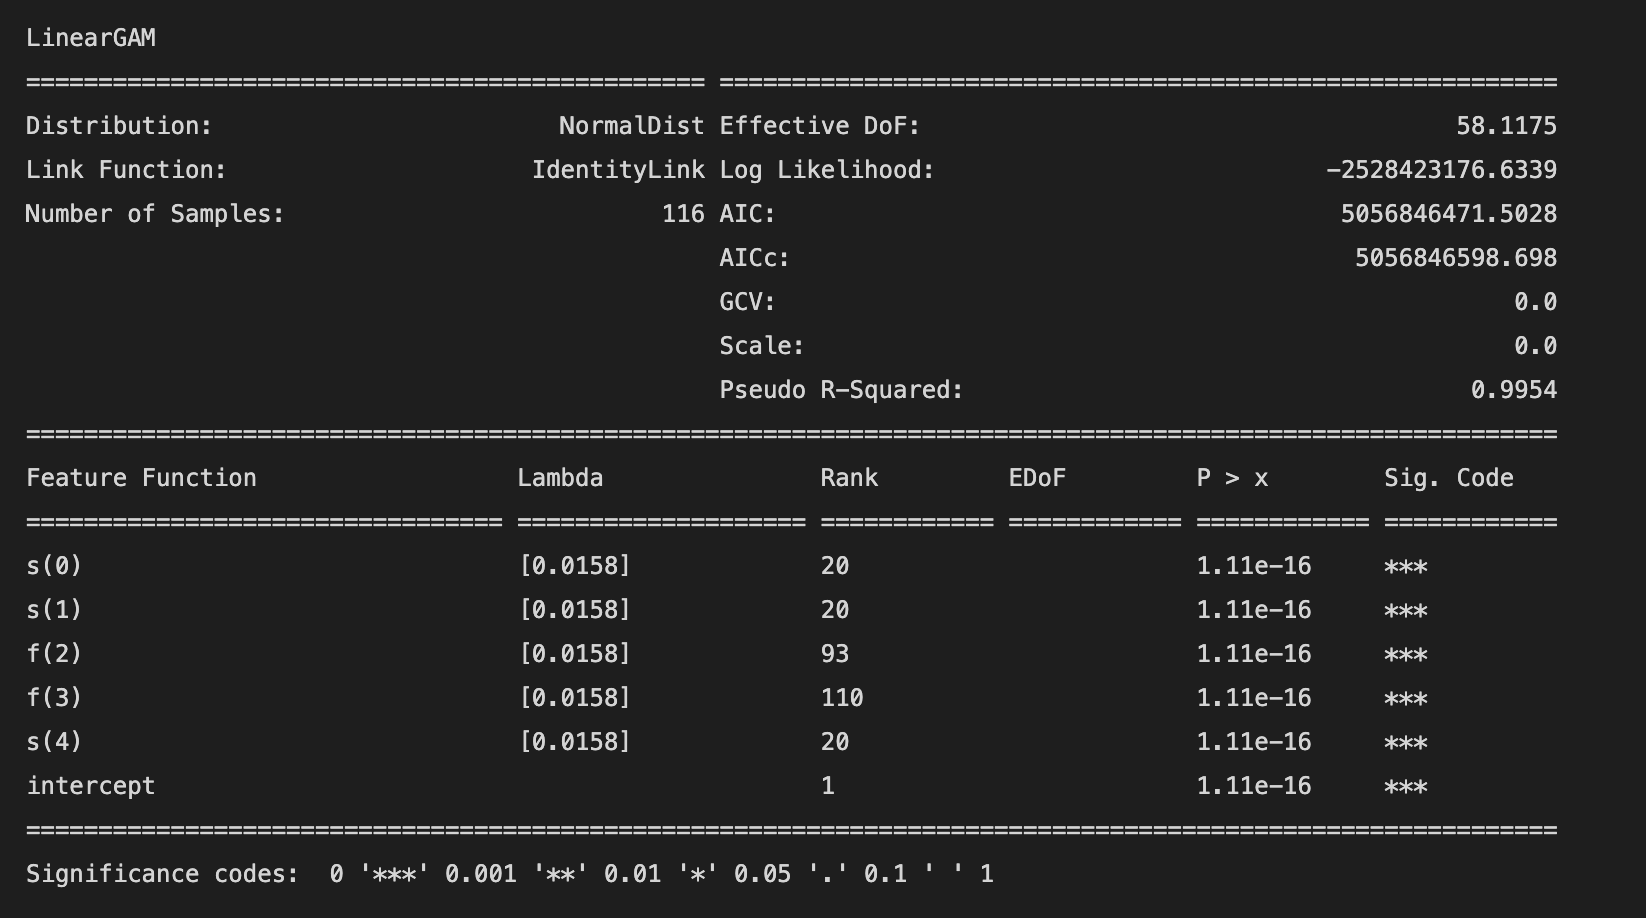 LinearGAM
=============================================== ==========================================================
Distribution: NormalDist Effective DoF: 58.1175
Link Function: IdentityLink Log Likelihood: -2528423176.6339
Number of Samples: 116 AIC: 5056846471.5028
AICc: 5056846598.698
GCV: 0.0
Scale: 0.0
Pseudo R-Squared: 0.9954
==========================================================================================================
Feature Function Lambda Rank EDoF P > x Sig. Code
================================= ==================== ============ ============ ============ ============
s(0) [0.0158] 20 1.11e-16 ***
s(1) [0.0158] 20 1.11e-16 ***
f(2) [0.0158] 93 1.11e-16 ***
f(3) [0.0158] 110 1.11e-16 ***
s(4) [0.0158] 20 1.11e-16 ***
intercept 1 1.11e-16 ***
==========================================================================================================
Significance codes: 0 '***' 0.001 '**' 0.01 '*' 0.05 '.' 0.1 ' ' 1